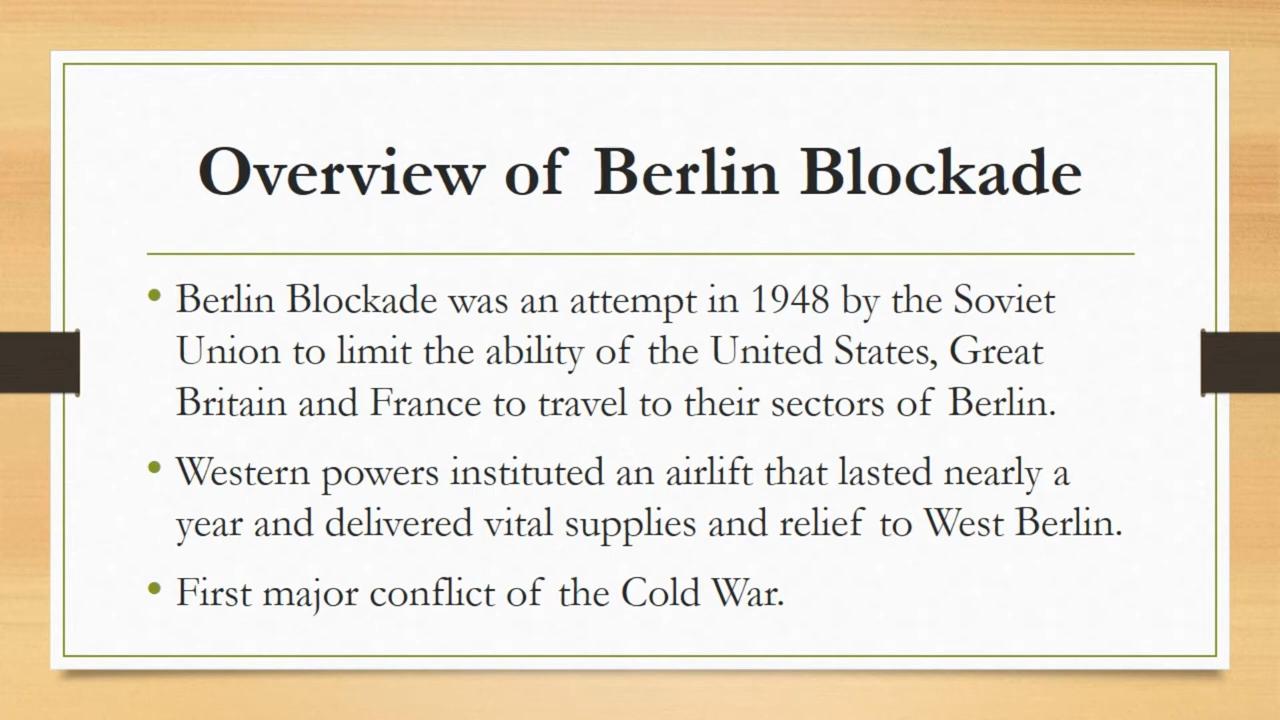 Overview of Berlin Blockade
• Berlin Blockade was an attempt in 1948 by the Soviet
Union to limit the ability of the United States, Great
Britain and France to travel to their sectors of Berlin.
• Western powers instituted an airlift that lasted nearly a
year and delivered vital supplies and relief to West Berlin.
• First major conflict of the Cold War.